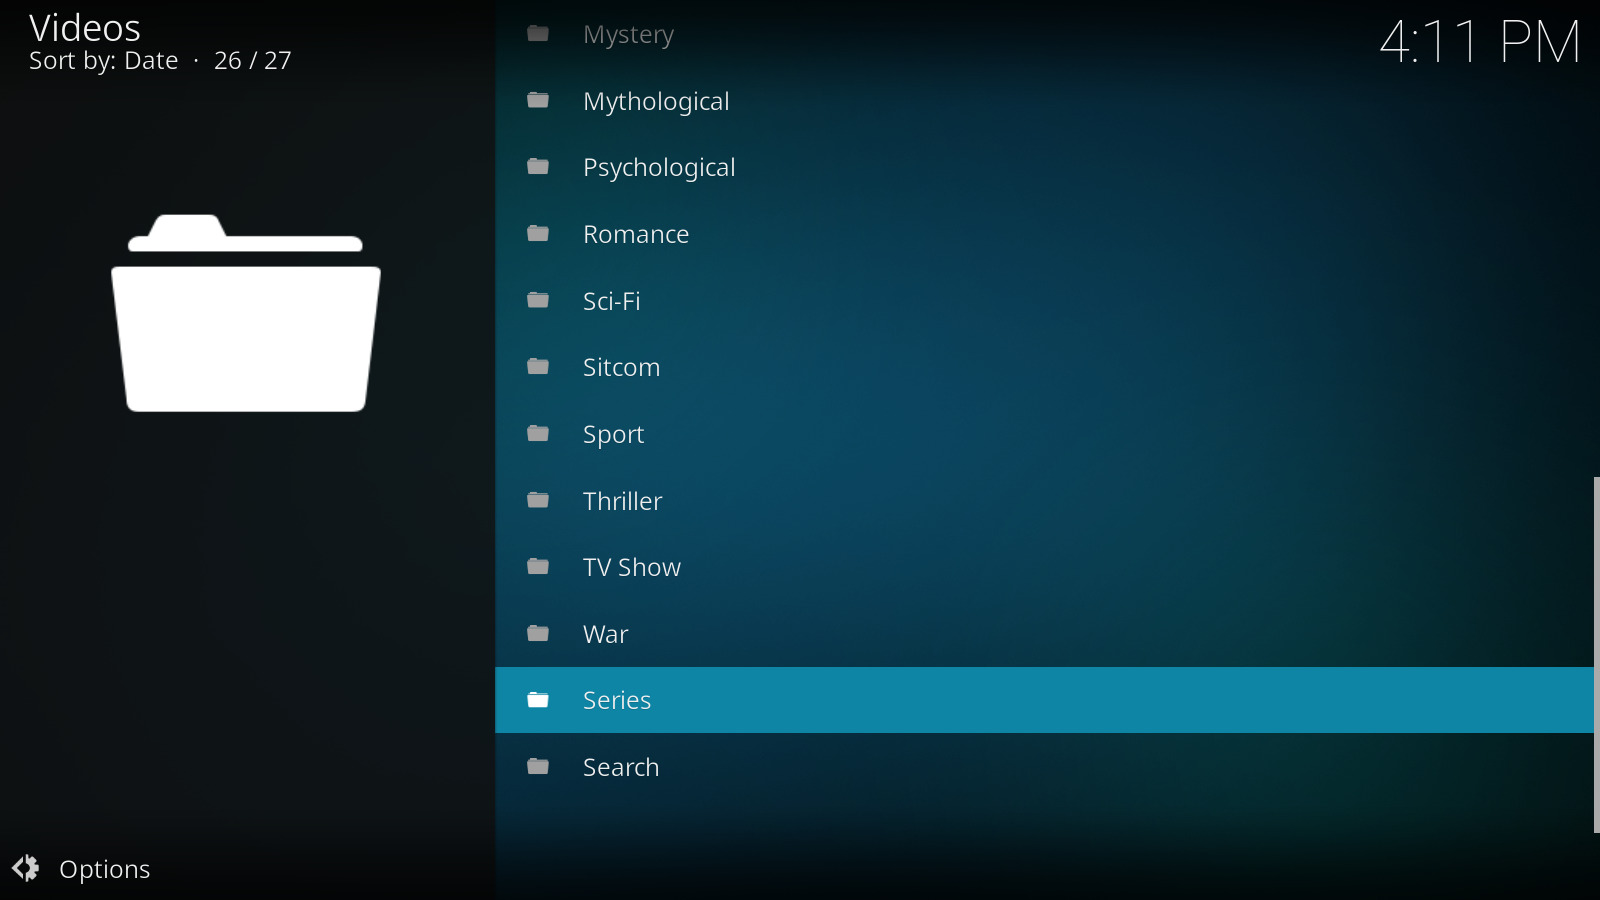 Videos
Sort by: Date · 26 / 27
4:11 PM
Mystery
Mythological
Psychological
Romance
Sci-Fi
Sitcom
Sport
Thriller
TV Show
War
Series
Search
Options